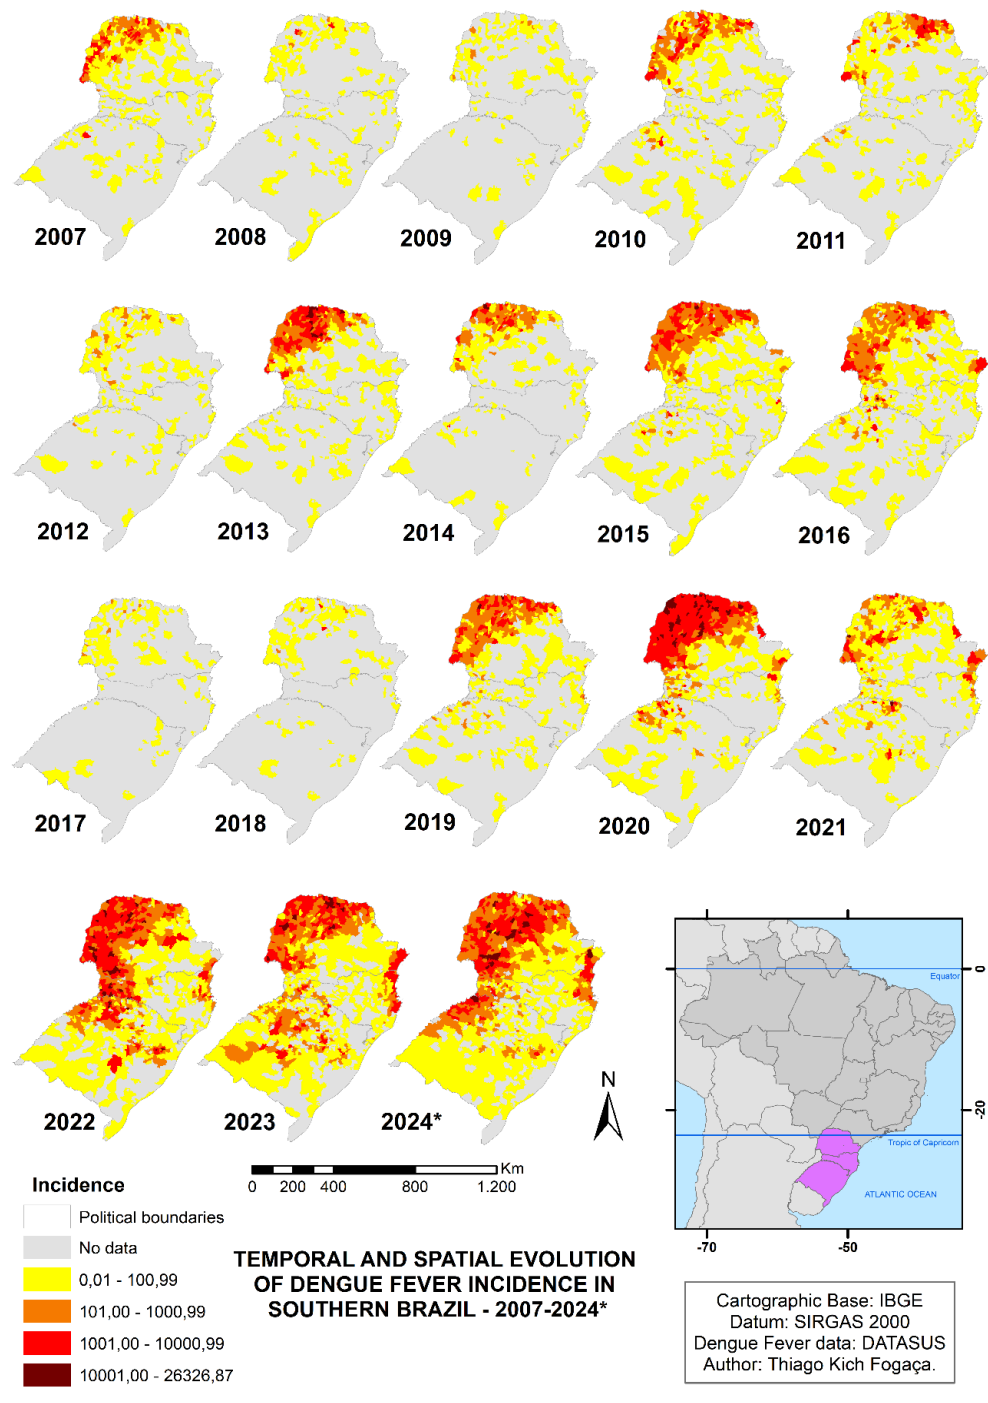 2007
2008
2009
2010
2011
2012
2013
2014
2015
2016
2017
2018
2019
2020
2021
2022
2023
2024*
N
Km
0 200 400 800 1.200
Incidence
Political boundaries
No data
0,01 - 100,99
101,00 - 1000,99
1001,00 - 10000,99
10001,00 - 26326,87
TEMPORAL AND SPATIAL EVOLUTION
OF DENGUE FEVER INCIDENCE IN
SOUTHERN BRAZIL - 2007-2024*
Equator
0
-20
Tropic of Capricorn
ATLANTIC OCEAN
-70
-50
Cartographic Base: IBGE
Datum: SIRGAS 2000
Dengue Fever data: DATASUS
Author: Thiago Kich Fogaça.